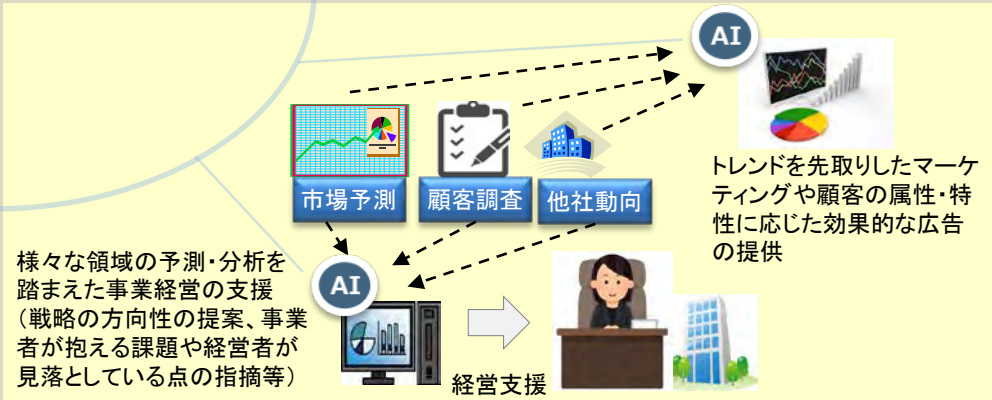 AI
トレンドを先取りしたマーケ
ティングや顧客の属性・特
性に応じた効果的な広告
の提供
市場予測
顧客調査
他社動向
AI
様々な領域の予測・分析を
踏まえた事業経営の支援
（戦略の方向性の提案、事業
者が抱える課題や経営者が
見落としている点の指摘等）
経営支援